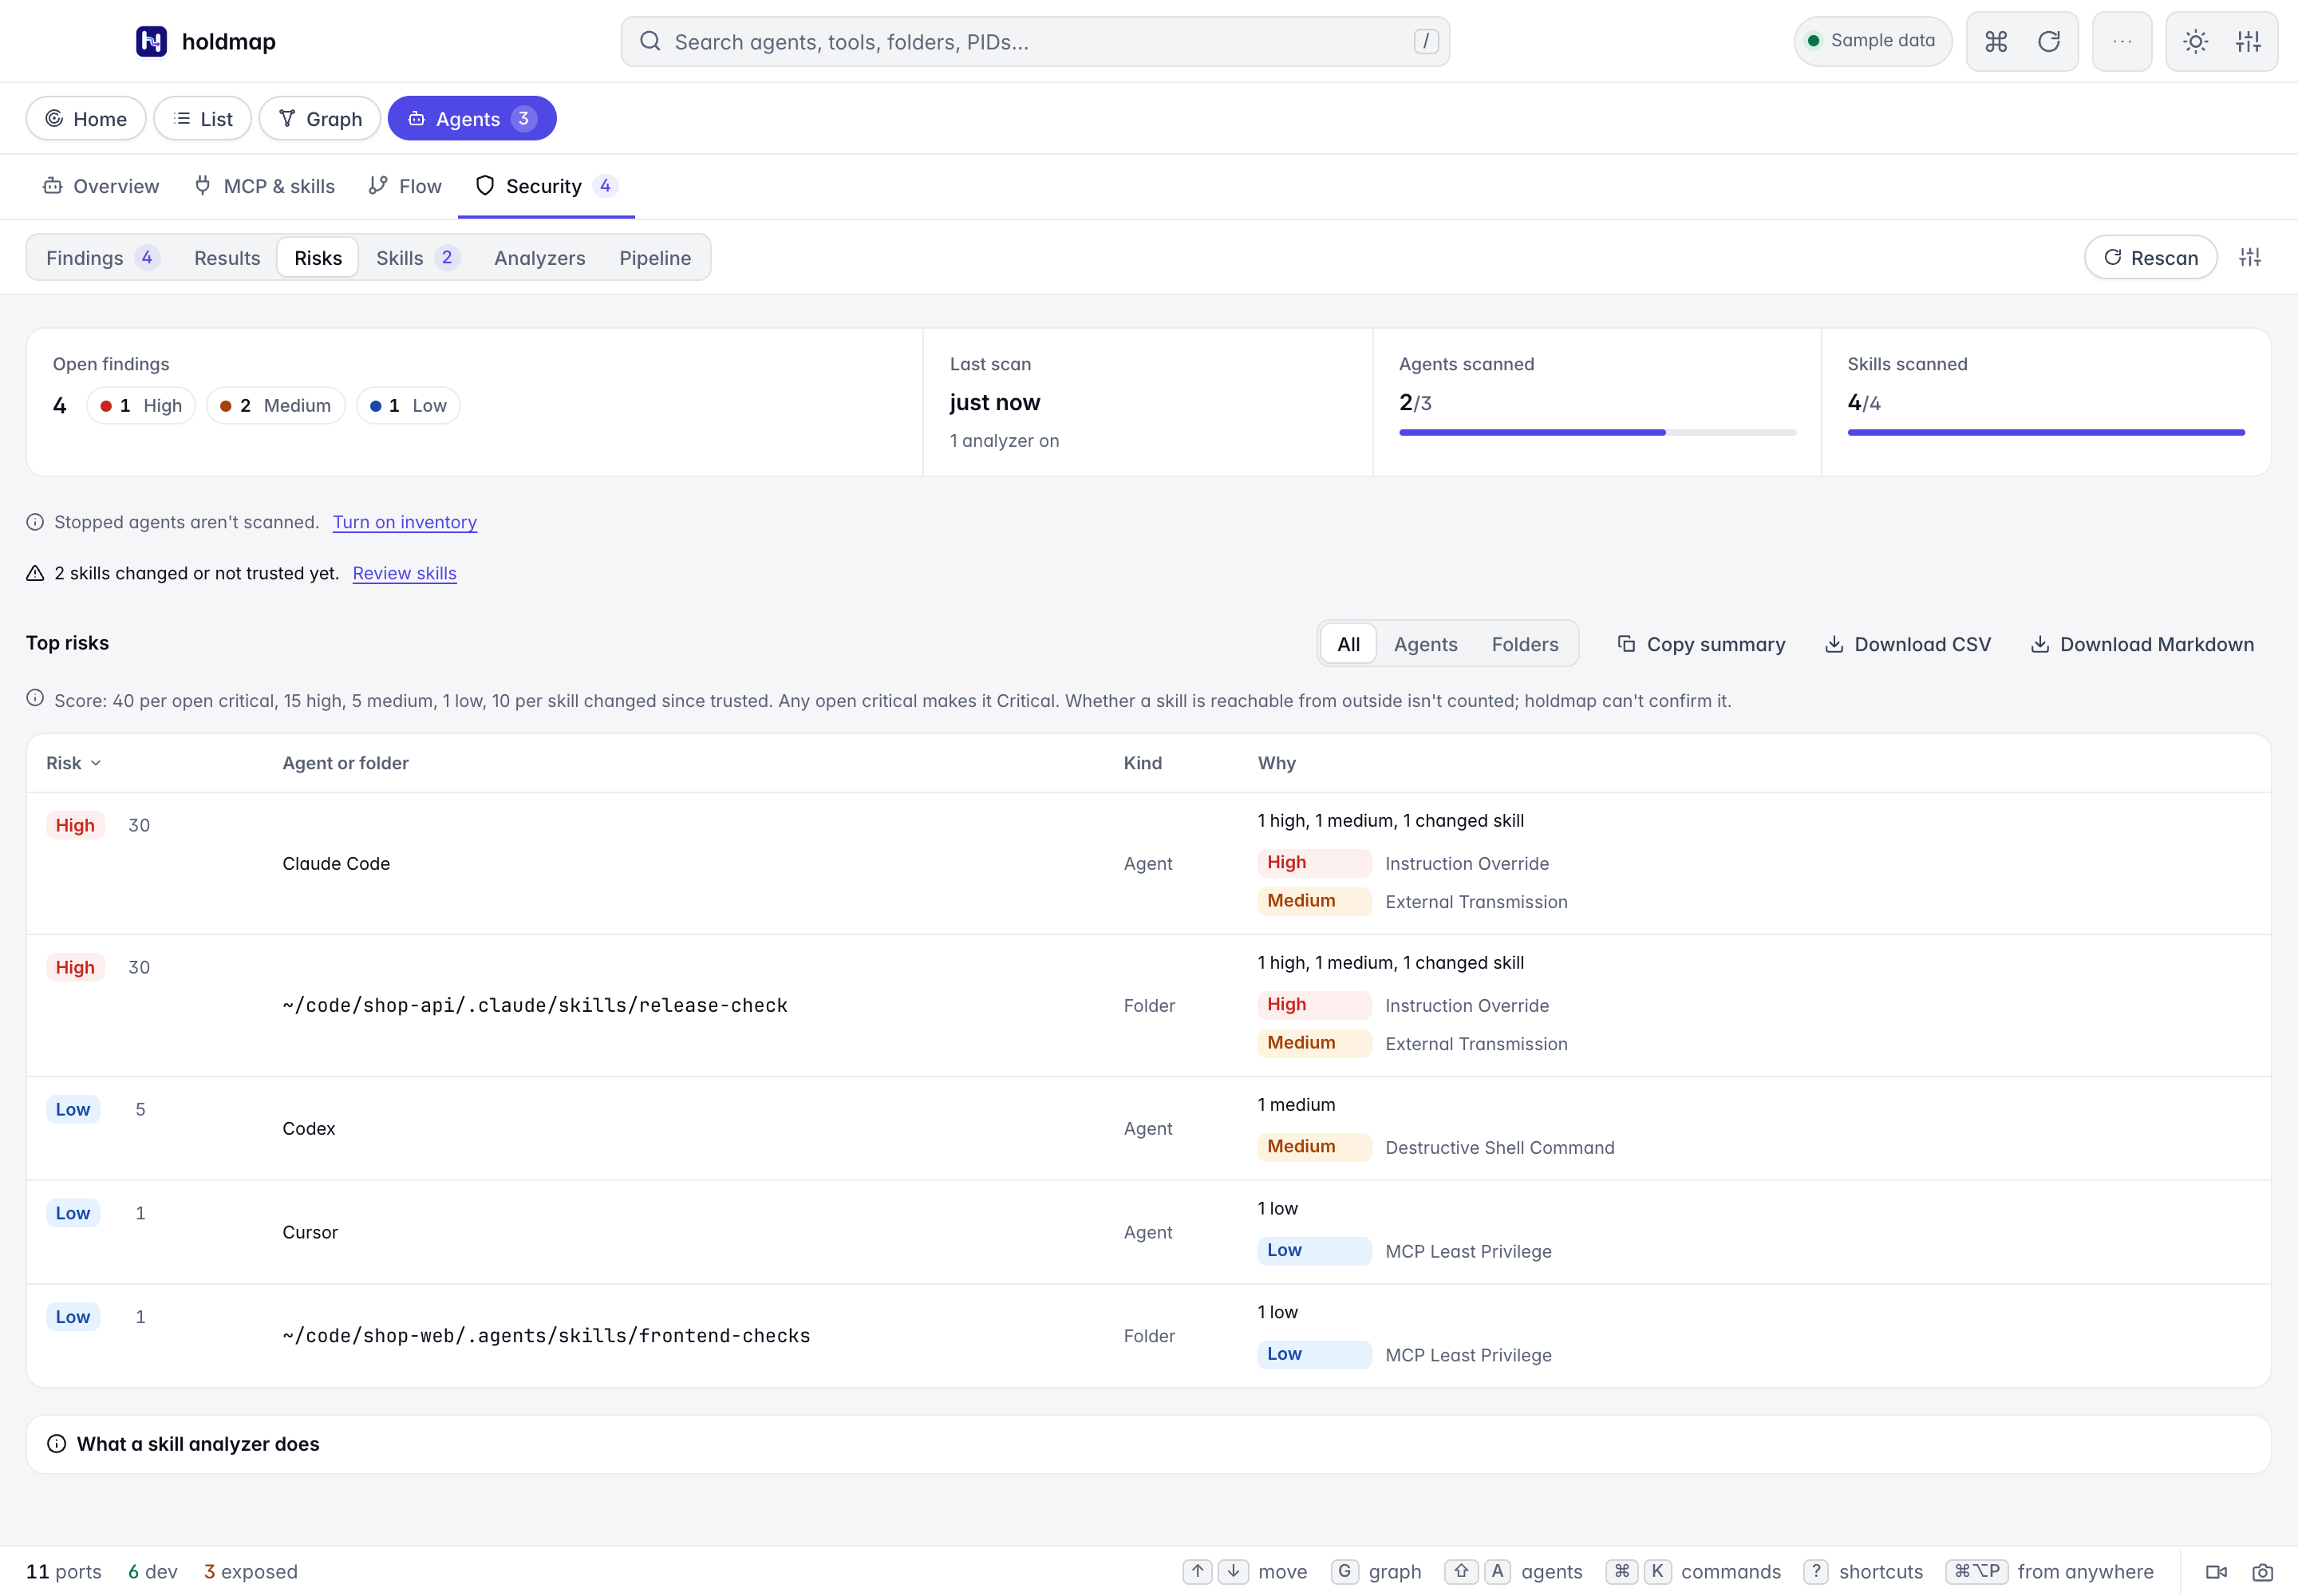 holdmap
Search agents, tools, folders, PIDs...
/
Sample data
Home
List
Graph
Agents 3
Overview
MCP & skills
Flow
Security 4
Findings 4
Results
Risks
Skills 2
Analyzers
Pipeline
Rescan
Open findings
4 1 High 2 Medium 1 Low
Last scan
just now
1 analyzer on
Agents scanned
2/3
Skills scanned
4/4
Stopped agents aren't scanned. Turn on inventory
2 skills changed or not trusted yet. Review skills
Top risks
All Agents Folders
Copy summary
Download CSV
Download Markdown
Score: 40 per open critical, 15 high, 5 medium, 1 low, 10 per skill changed since trusted. Any open critical makes it Critical. Whether a skill is reachable from outside isn't counted; holdmap can't confirm it.
Risk Agent or folder Kind Why
High 30 Claude Code Agent
1 high, 1 medium, 1 changed skill
High Instruction Override
Medium External Transmission
High 30 ~/code/shop-api/.claude/skills/release-check Folder
1 high, 1 medium, 1 changed skill
High Instruction Override
Medium External Transmission
Low 5 Codex Agent
1 medium
Medium Destructive Shell Command
Low 1 Cursor Agent
1 low
Low MCP Least Privilege
Low 1 ~/code/shop-web/.agents/skills/frontend-checks Folder
1 low
Low MCP Least Privilege
What a skill analyzer does
11 ports 6 dev 3 exposed
↑ ↓ move G graph ⇧ A agents ⌘ K commands ? shortcuts ⌘⌥P from anywhere